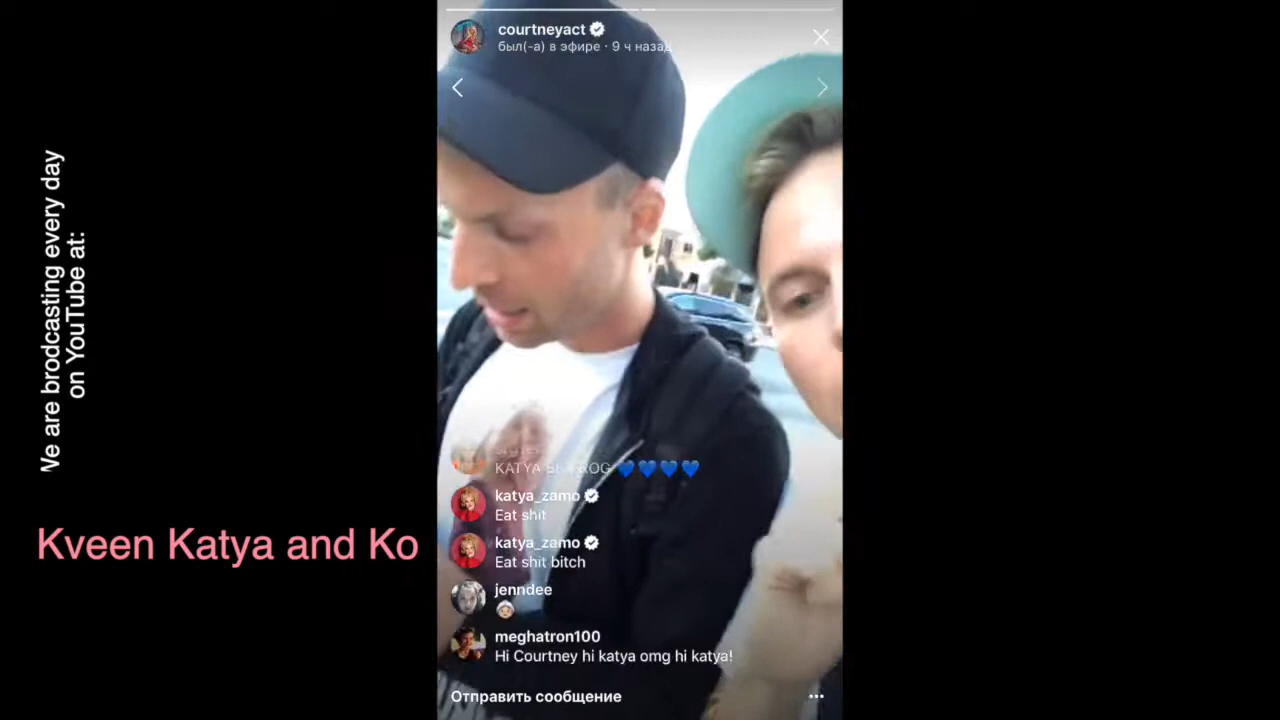 We are brodcasting every day
on YouTube at:
Kveen Katya and Ko
courtneyact
был(-а) в эфире · 9 ч назад
KATYA
💙💙💙💙
katya_zamo
Eat shit
katya_zamo
Eat shit bitch
jenndee
👵🏼
meghatron100
Hi Courtney hi katya omg hi katya!
Отправить сообщение